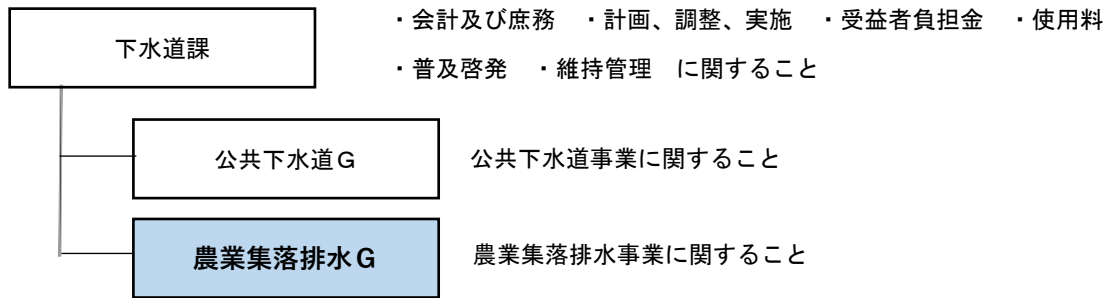 下水道課
・会計及び庶務　・計画、調整、実施　・受益者負担金　・使用料
・普及啓発　・維持管理　に関すること
公共下水道Ｇ　公共下水道事業に関すること
農業集落排水Ｇ　農業集落排水事業に関すること